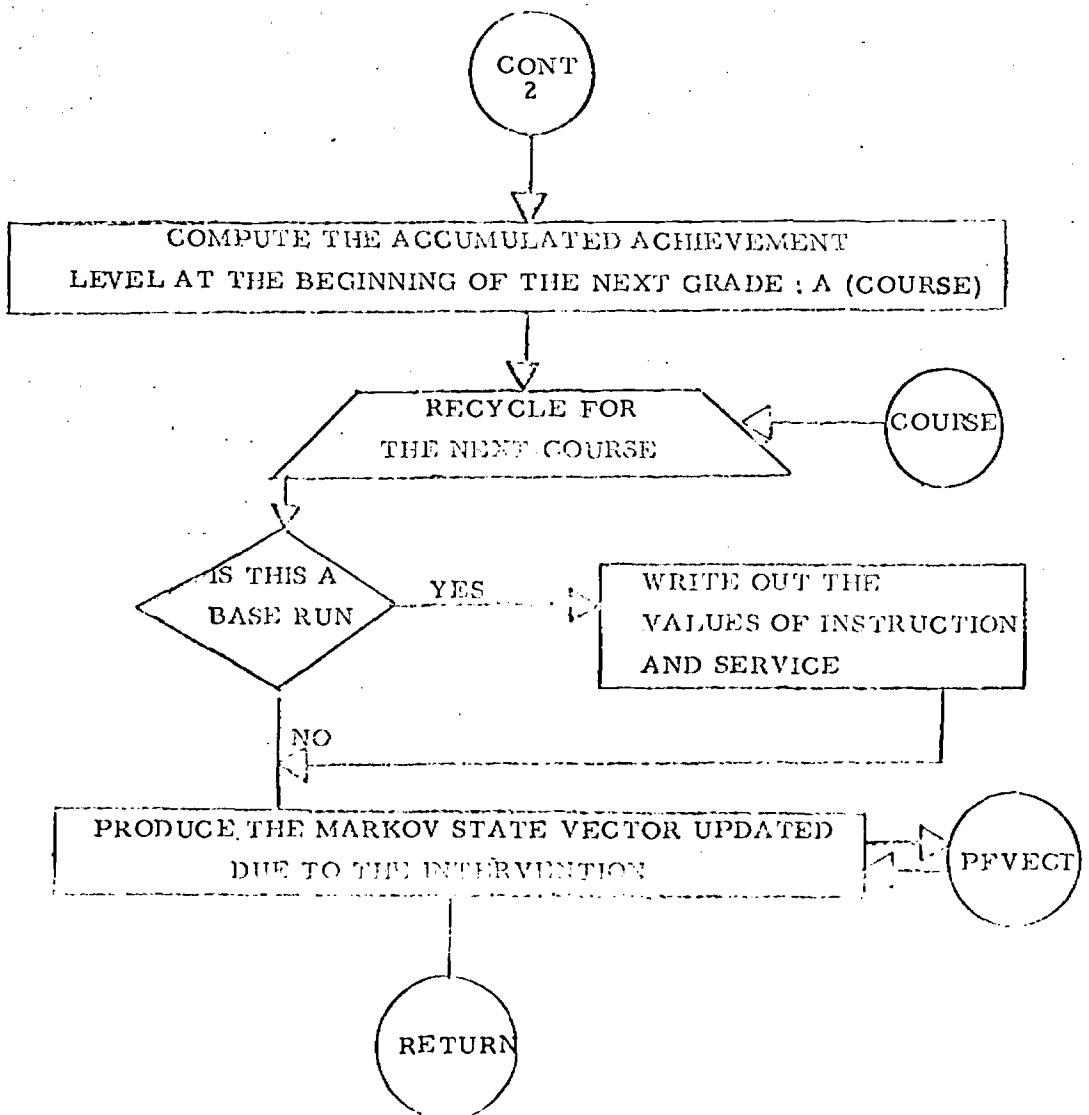 CONT
2
COMPUTE THE ACCUMULATED ACHIEVEMENT
LEVEL AT THE BEGINNING OF THE NEXT GRADE : A (COURSE)
RECYCLE FOR
THE NEXT COURSE
COURSE
IS THIS A
BASE RUN
YES
WRITE OUT THE
VALUES OF INSTRUCTION
AND SERVICE
NO
PRODUCE THE MARKOV STATE VECTOR UPDATED
DUE TO THE INTERVENTION
PFVECT
RETURN